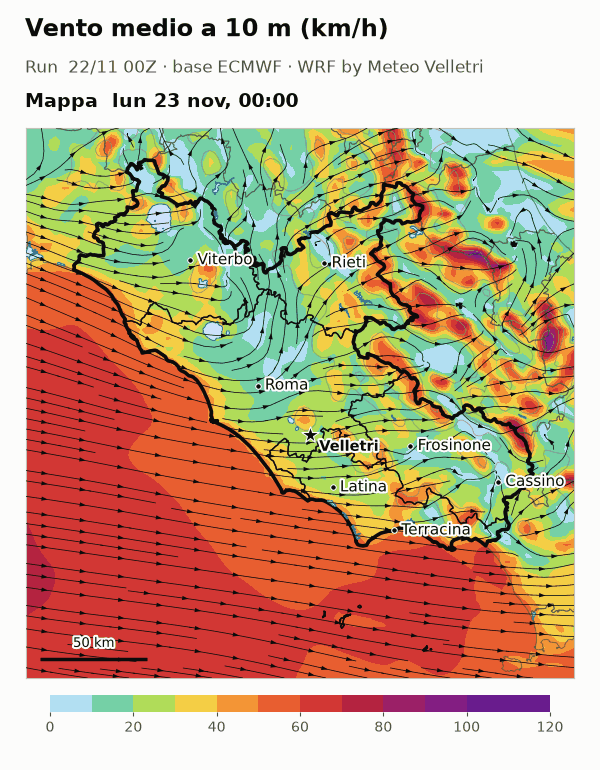 Vento medio a 10 m (km/h)
Run  22/11 00Z · base ECMWF · WRF by Meteo Velletri
Mappa  lun 23 nov, 00:00
Viterbo
Rieti
Roma
Velletri
Frosinone
Cassino
Latina
Terracina
50 km
0 20 40 60 80 100 120